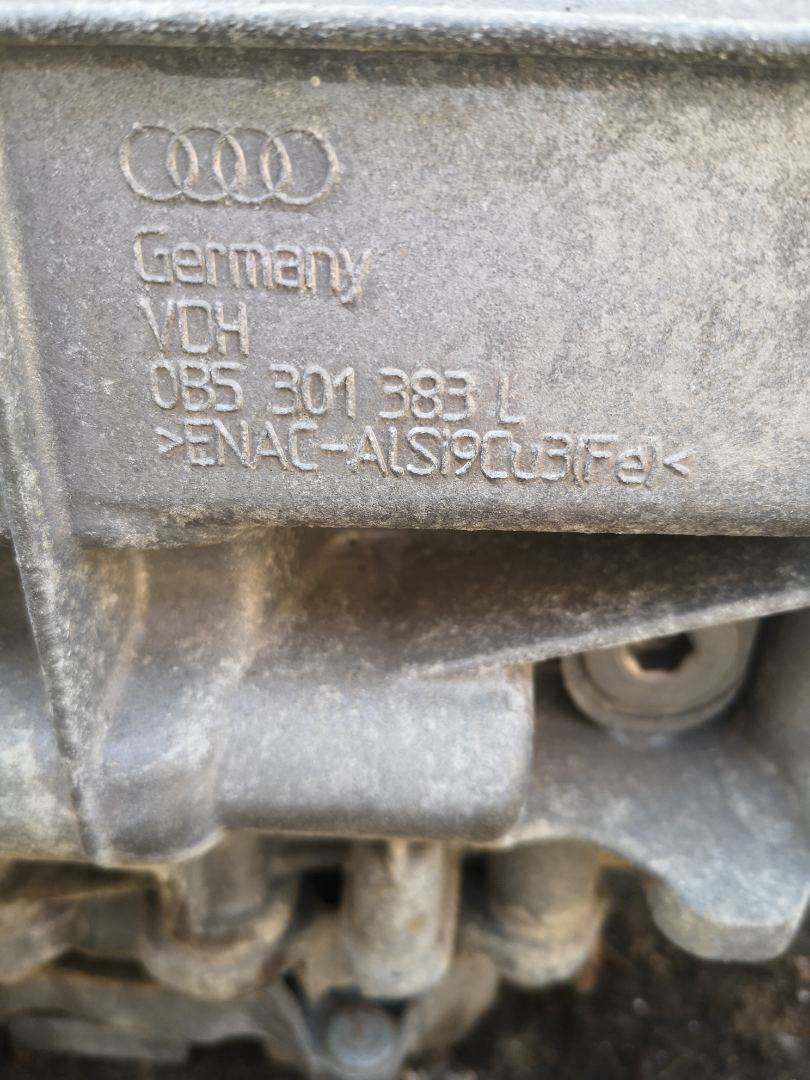 Germany
VDH
0B5 301 383 L
>ENAC-AlSi9Cu3(Fe)<